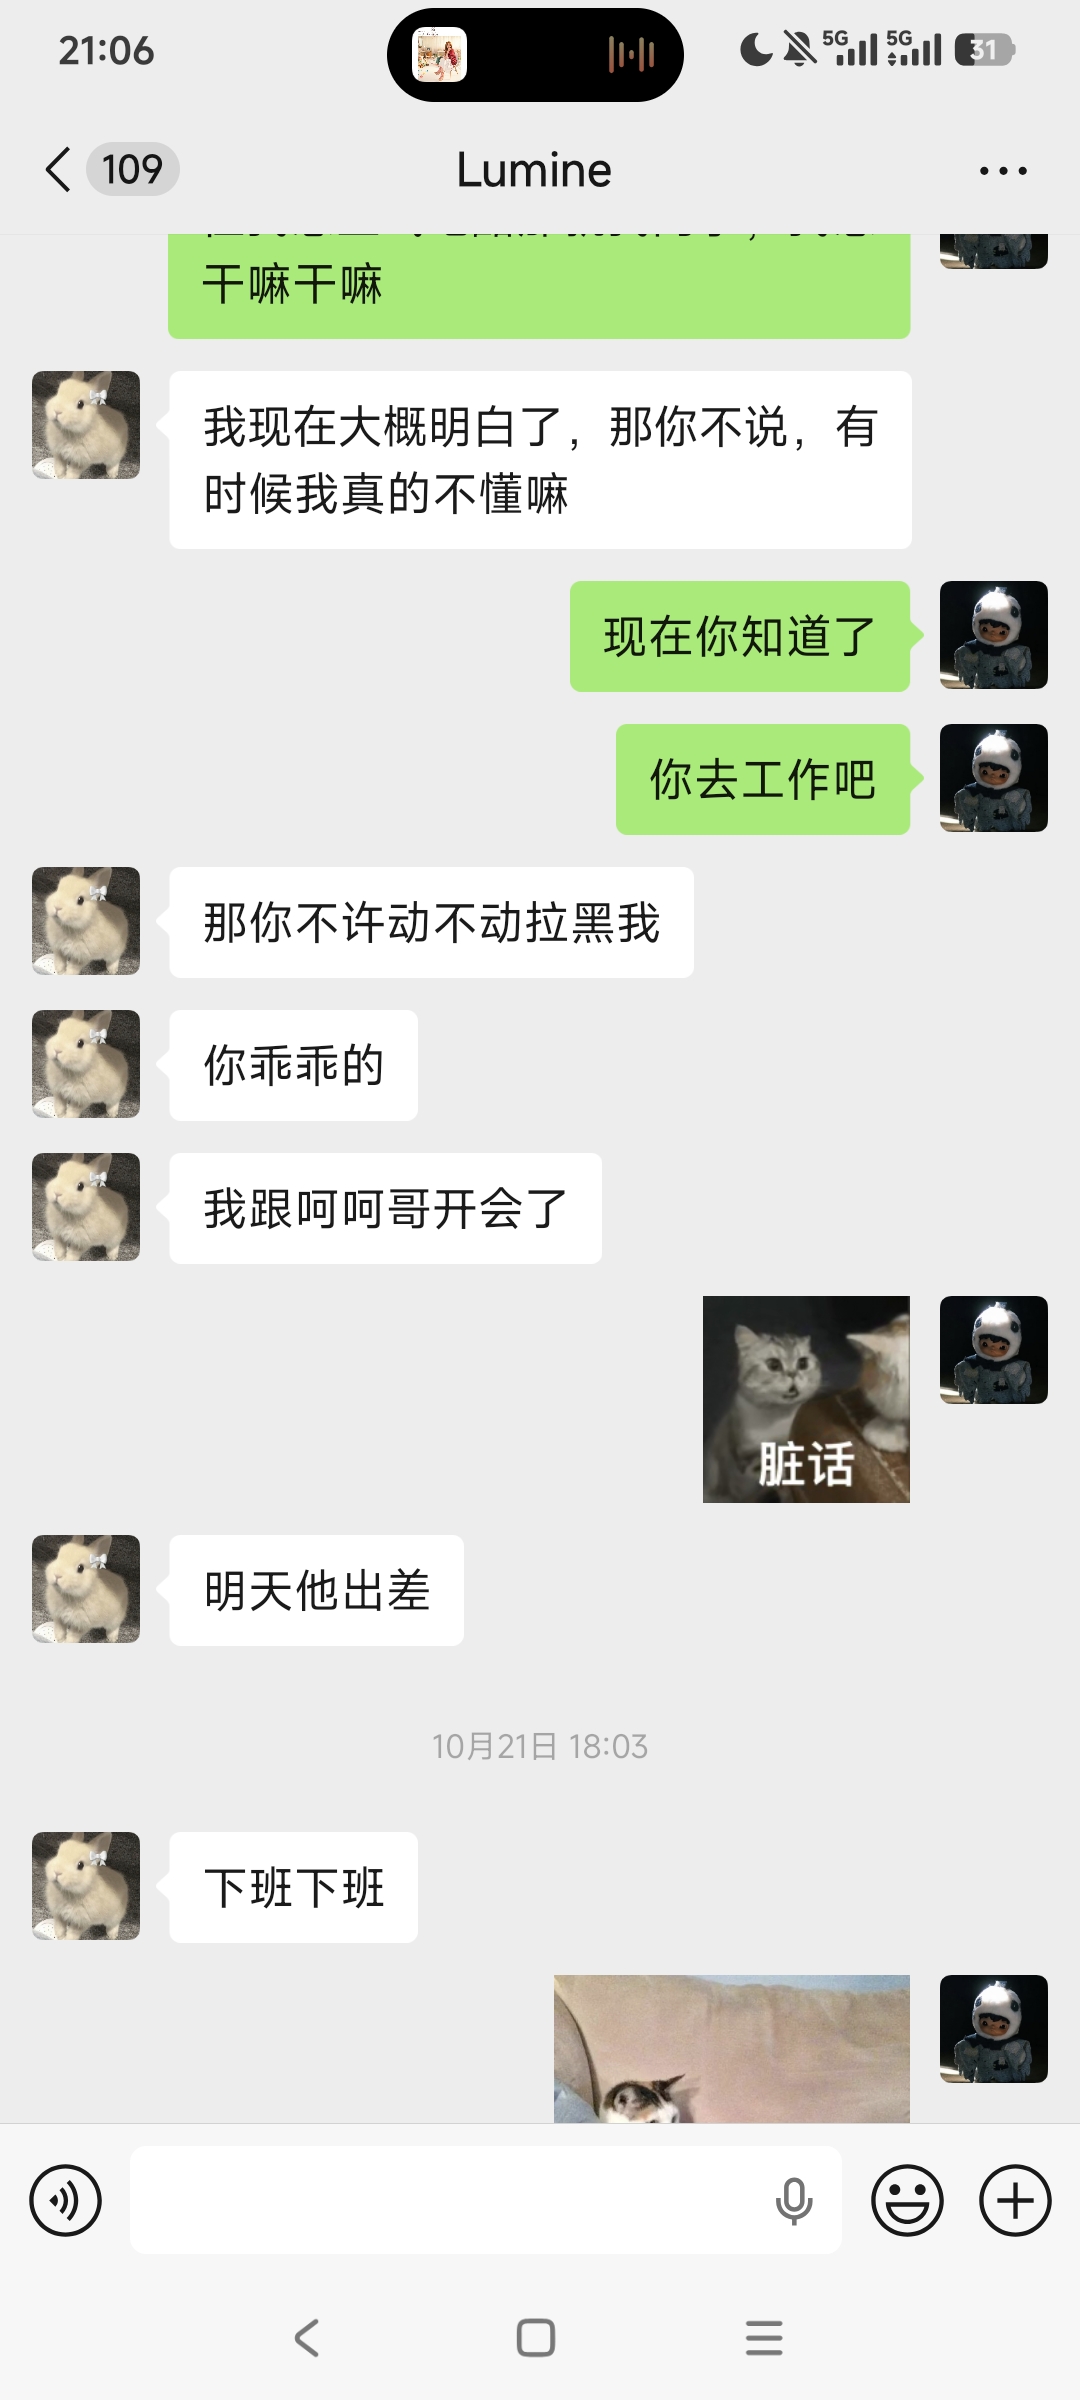 21:06
5G
5G
31
109
Lumine
干嘛干嘛
我现在大概明白了，那你不说，有
时候我真的不懂嘛
现在你知道了
你去工作吧
那你不许动不动拉黑我
你乖乖的
我跟呵呵哥开会了
脏话
明天他出差
10月21日 18:03
下班下班